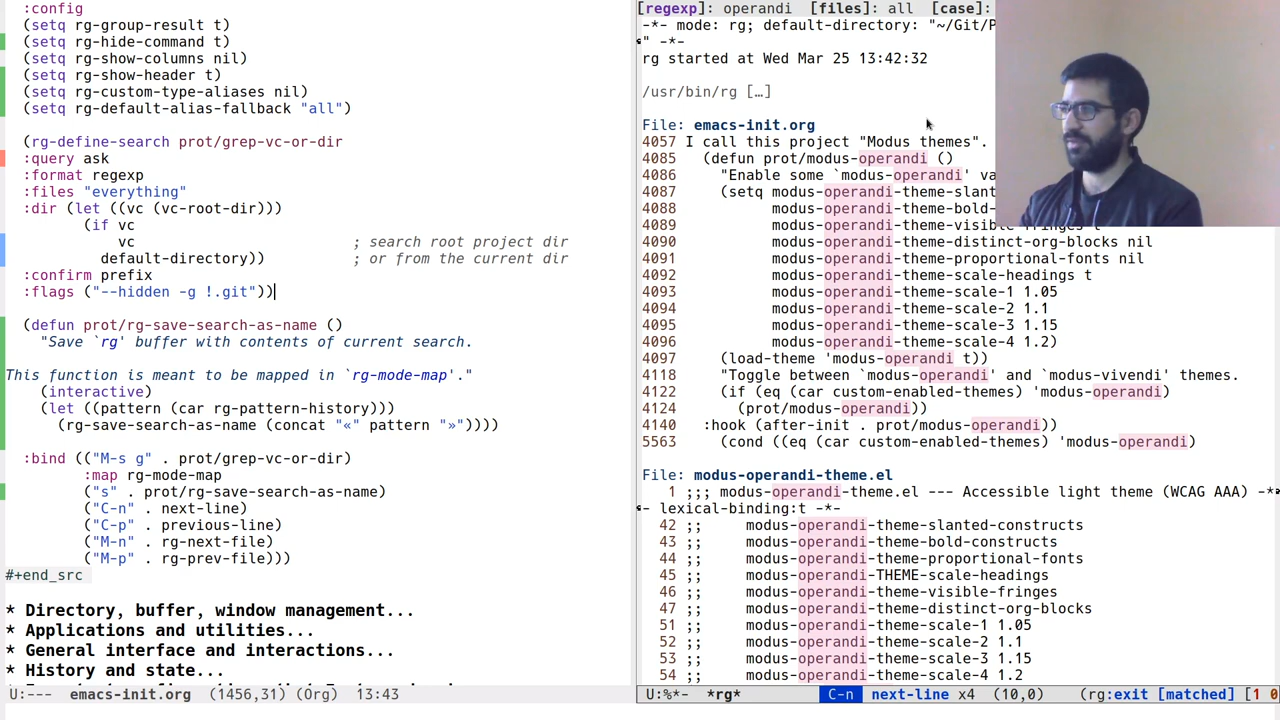 :config
(setq rg-group-result t)
(setq rg-hide-command t)
(setq rg-show-columns nil)
(setq rg-show-header t)
(setq rg-custom-type-aliases nil)
(setq rg-default-alias-fallback "all")
(rg-define-search prot/grep-vc-or-dir
:query ask
:format regexp
:files "everything"
:dir (let ((vc (vc-root-dir)))
(if vc
vc ; search root project dir
default-directory)) ; or from the current dir
:confirm prefix
:flags ("--hidden -g !.git"))
(defun prot/rg-save-search-as-name ()
"Save `rg' buffer with contents of current search.
This function is meant to be mapped in `rg-mode-map'."
(interactive)
(let ((pattern (car rg-pattern-history)))
(rg-save-search-as-name (concat "«" pattern "»"))))
:bind (("M-s g" . prot/grep-vc-or-dir)
:map rg-mode-map
("s" . prot/rg-save-search-as-name)
("C-n" . next-line)
("C-p" . previous-line)
("M-n" . rg-next-file)
("M-p" . rg-prev-file)))
#+end_src
* Directory, buffer, window management...
* Applications and utilities...
* General interface and interactions...
* History and state...
U:--- emacs-init.org (1456,31) (Org) 13:43
[regexp]: operandi [files]: all [case]:
-*- mode: rg; default-directory: "~/Git/P
" -*-
rg started at Wed Mar 25 13:42:32
/usr/bin/rg […]
File: emacs-init.org
4057 I call this project "Modus themes".
4085 (defun prot/modus-operandi ()
4086 "Enable some `modus-operandi' va
4087 (setq modus-operandi-theme-slant
4088 modus-operandi-theme-bold-
4089 modus-operandi-theme-visible-fringes t
4090 modus-operandi-theme-distinct-org-blocks nil
4091 modus-operandi-theme-proportional-fonts nil
4092 modus-operandi-theme-scale-headings t
4093 modus-operandi-theme-scale-1 1.05
4094 modus-operandi-theme-scale-2 1.1
4095 modus-operandi-theme-scale-3 1.15
4096 modus-operandi-theme-scale-4 1.2)
4097 (load-theme 'modus-operandi t))
4118 "Toggle between `modus-operandi' and `modus-vivendi' themes.
4122 (if (eq (car custom-enabled-themes) 'modus-operandi)
4124 (prot/modus-operandi))
4140 :hook (after-init . prot/modus-operandi))
5563 (cond ((eq (car custom-enabled-themes) 'modus-operandi)
File: modus-operandi-theme.el
1 ;;; modus-operandi-theme.el --- Accessible light theme (WCAG AAA) -*
- lexical-binding:t -*-
42 ;; modus-operandi-theme-slanted-constructs
43 ;; modus-operandi-theme-bold-constructs
44 ;; modus-operandi-theme-proportional-fonts
45 ;; modus-operandi-THEME-scale-headings
46 ;; modus-operandi-theme-visible-fringes
47 ;; modus-operandi-theme-distinct-org-blocks
51 ;; modus-operandi-theme-scale-1 1.05
52 ;; modus-operandi-theme-scale-2 1.1
53 ;; modus-operandi-theme-scale-3 1.15
54 ;; modus-operandi-theme-scale-4 1.2
U:%*- *rg* C-n next-line x4 (10,0) (rg:exit [matched] [1 0